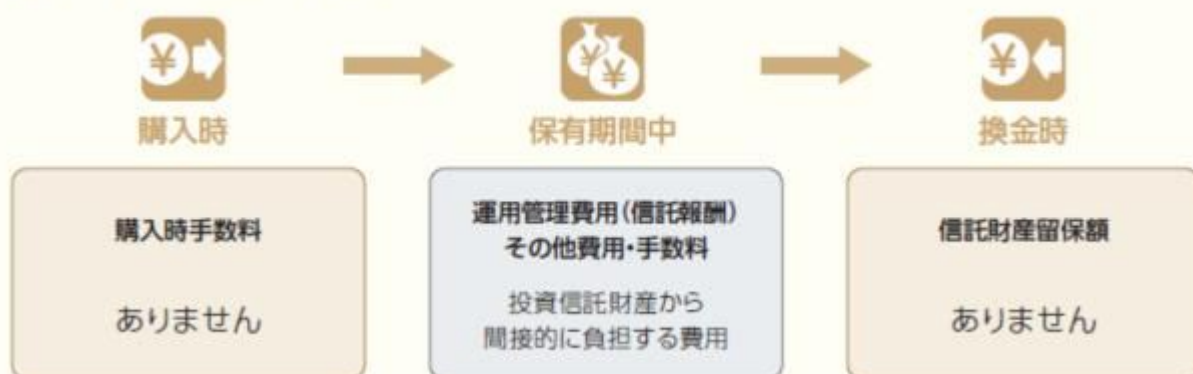 購入時
保有期間中
換金時
購入時手数料
ありません
運用管理費用(信託報酬)
その他費用・手数料
投資信託財産から
間接的に負担する費用
信託財産留保額
ありません